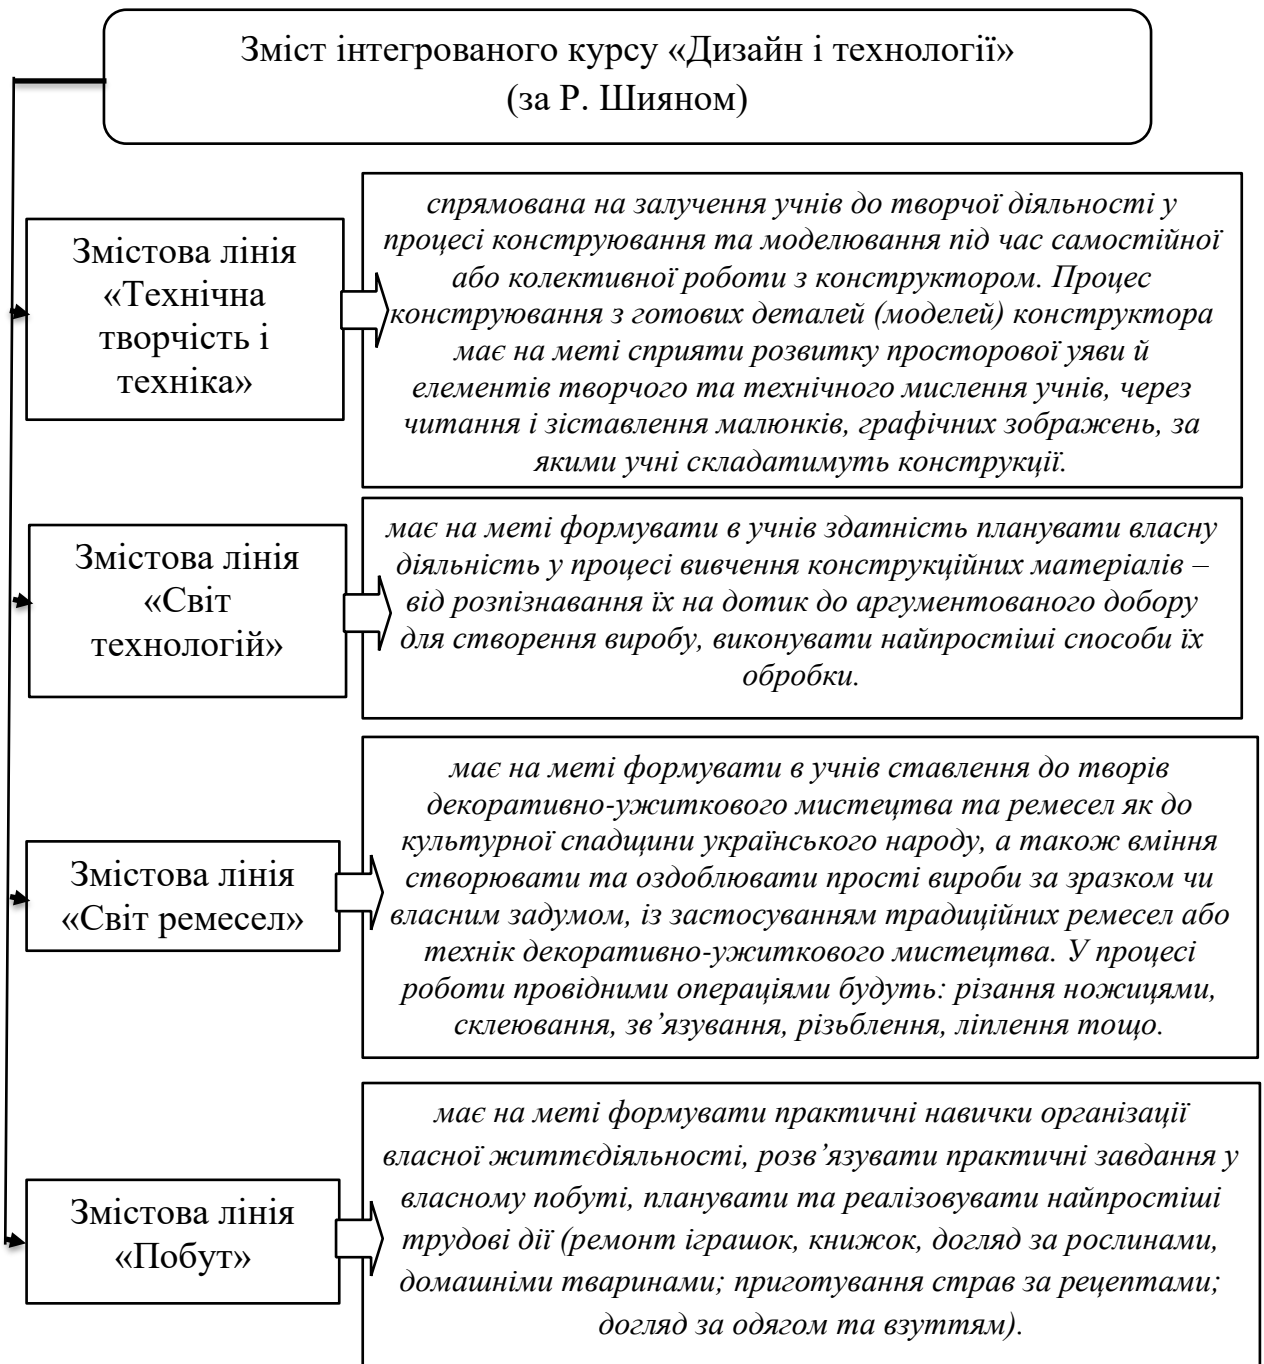 Зміст інтегрованого курсу «Дизайн і технології»
(за Р. Шияном)
Змістова лінія
«Технічна
творчість і
техніка»
спрямована на залучення учнів до творчої діяльності у
процесі конструювання та моделювання під час самостійної
або колективної роботи з конструктором. Процес
конструювання з готових деталей (моделей) конструктора
має на меті сприяти розвитку просторової уяви й
елементів творчого та технічного мислення учнів, через
читання і зіставлення малюнків, графічних зображень, за
якими учні складатимуть конструкції.
Змістова лінія
«Світ
технологій»
має на меті формувати в учнів здатність планувати власну
діяльність у процесі вивчення конструкційних матеріалів –
від розпізнавання їх на дотик до аргументованого добору
для створення виробу, виконувати найпростіші способи їх
обробки.
Змістова лінія
«Світ ремесел»
має на меті формувати в учнів ставлення до творів
декоративно-ужиткового мистецтва та ремесел як до
культурної спадщини українського народу, а також вміння
створювати та оздоблювати прості вироби за зразком чи
власним задумом, із застосуванням традиційних ремесел або
технік декоративно-ужиткового мистецтва. У процесі
роботи провідними операціями будуть: різання ножицями,
склеювання, зв’язування, різьблення, ліплення тощо.
Змістова лінія
«Побут»
має на меті формувати практичні навички організації
власної життєдіяльності, розв’язувати практичні завдання у
власному побуті, планувати та реалізовувати найпростіші
трудові дії (ремонт іграшок, книжок, догляд за рослинами,
домашніми тваринами; приготування страв за рецептами;
догляд за одягом та взуттям).